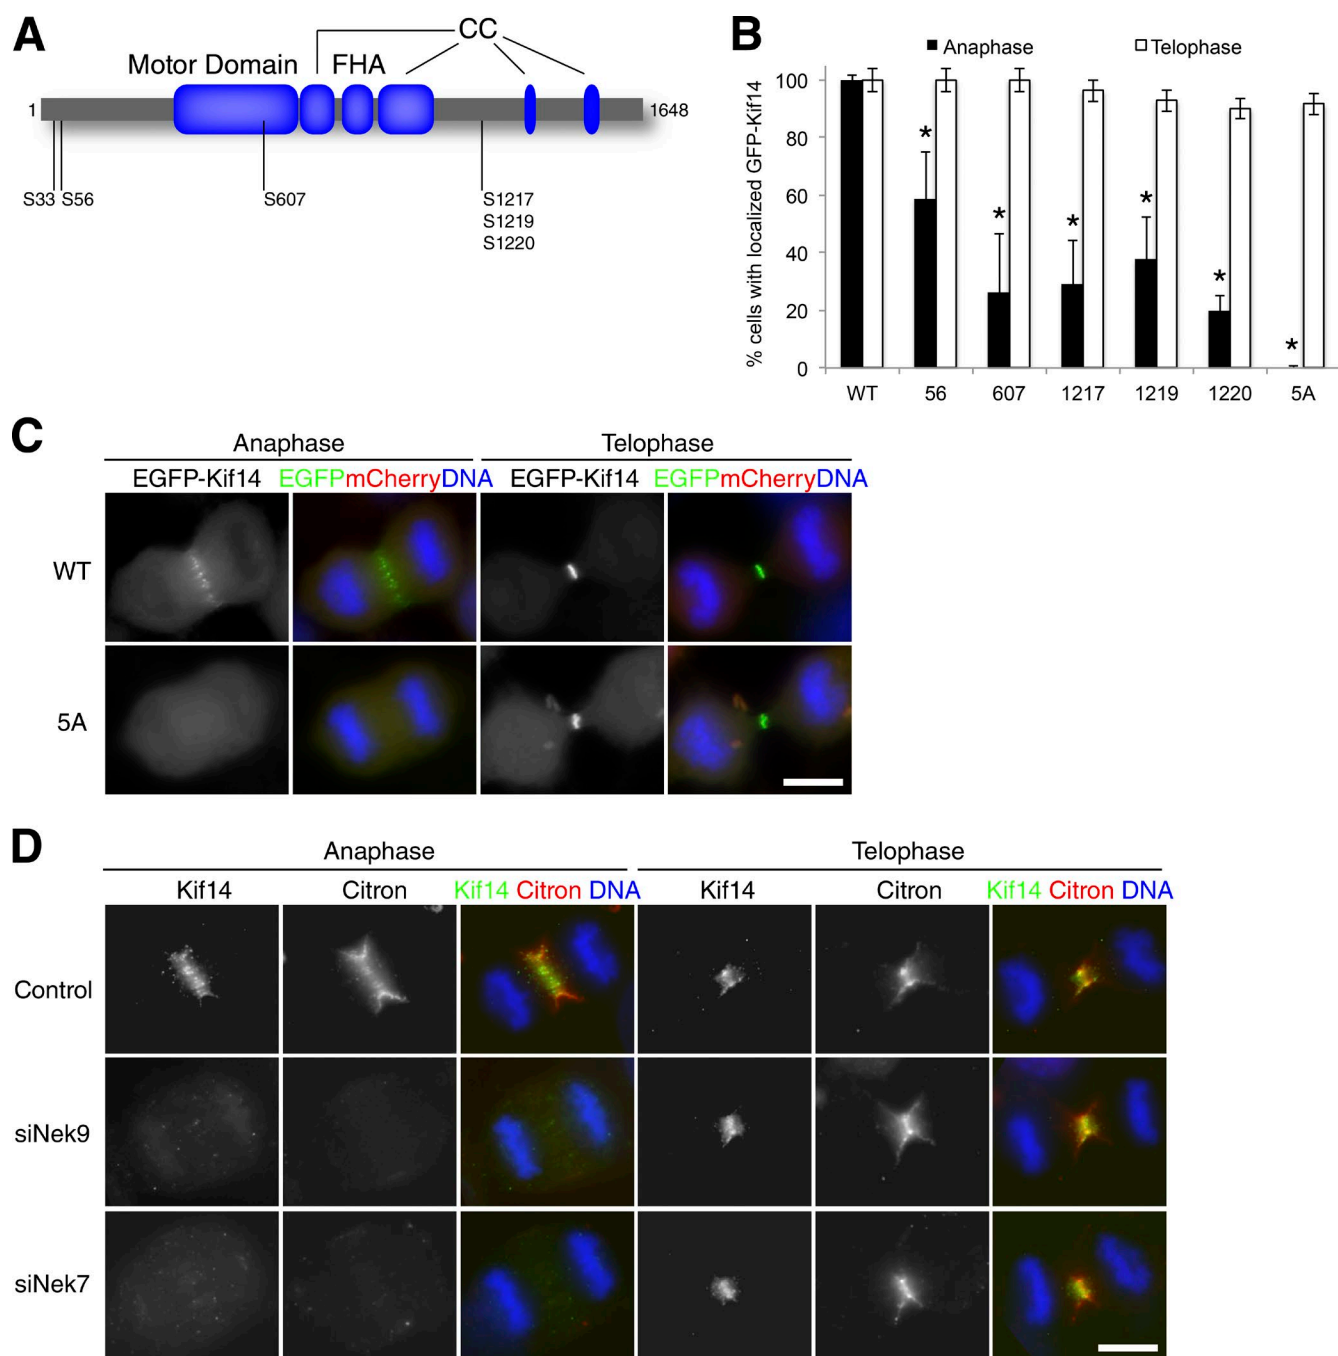 A
CC
Motor Domain FHA
1 1648
S33 S56 S607 S1217
S1219
S1220
B
Anaphase Telophase
% cells with localized GFP-Kif14
100
80
60
40
20
0
* * * * * *
WT 56 607 1217 1219 1220 5A
C
Anaphase Telophase
EGFP-Kif14 EGFPmCherryDNA EGFP-Kif14 EGFPmCherryDNA
WT
5A
D
Anaphase Telophase
Kif14 Citron Kif14 Citron DNA Kif14 Citron Kif14 Citron DNA
Control
siNek9
siNek7